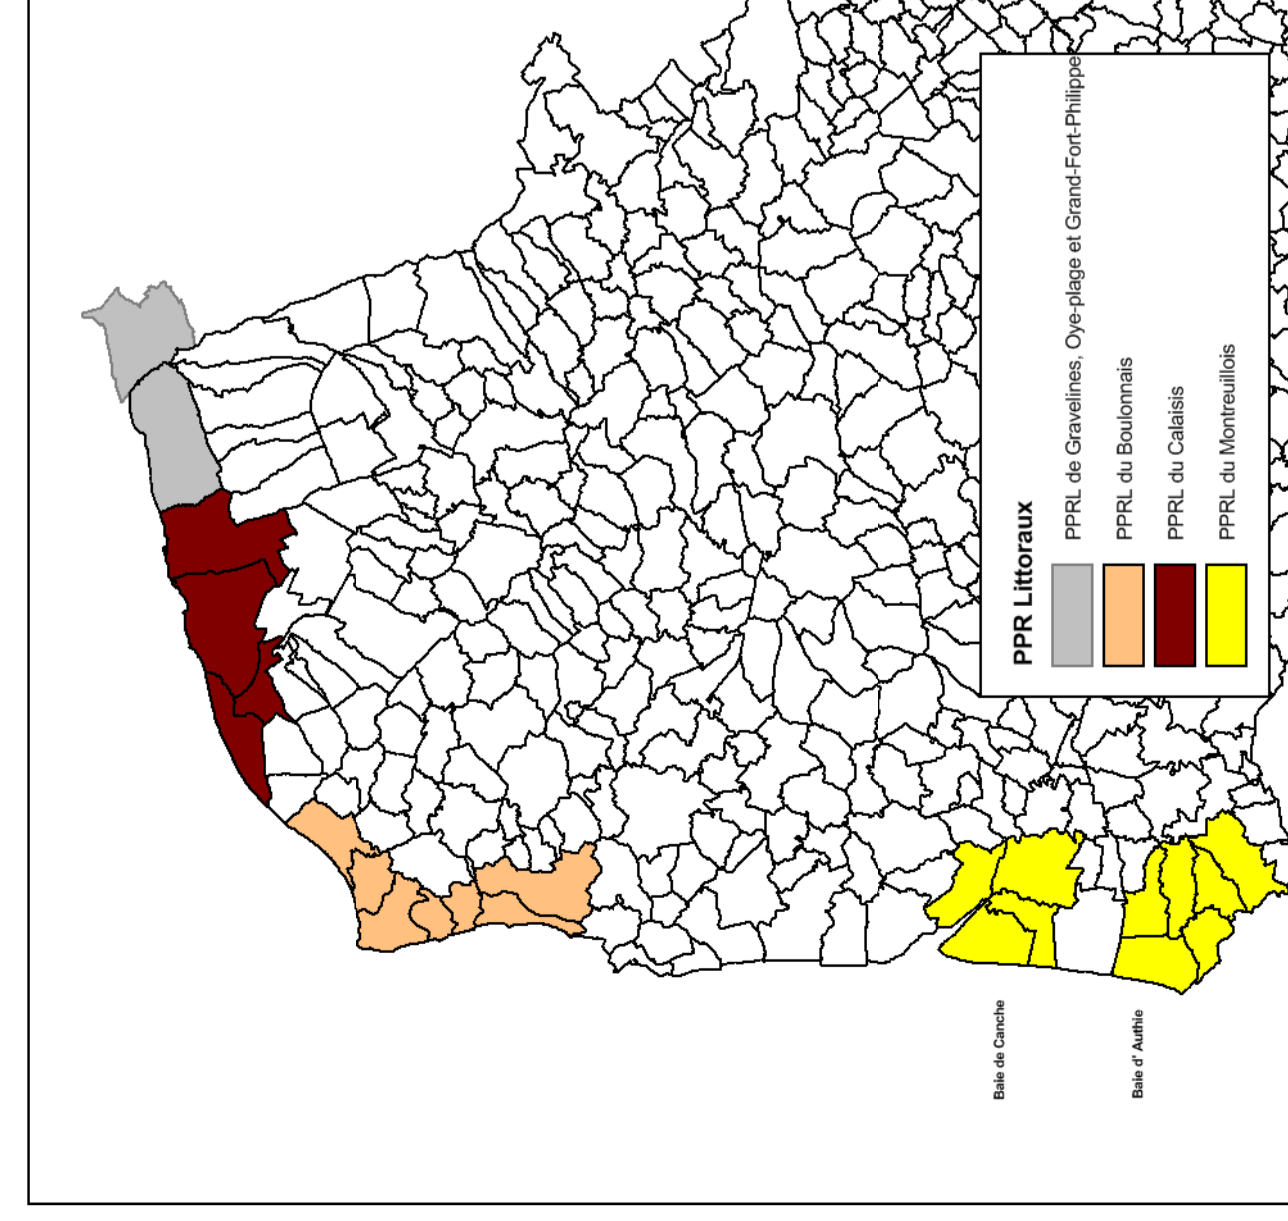 PPR Littoraux
PPRL de Gravelines, Oye-plage et Grand-Fort-Philippe
PPRL du Boulonnais
PPRL du Calaisis
PPRL du Montreuillois
Baie de Canche
Baie d' Authie